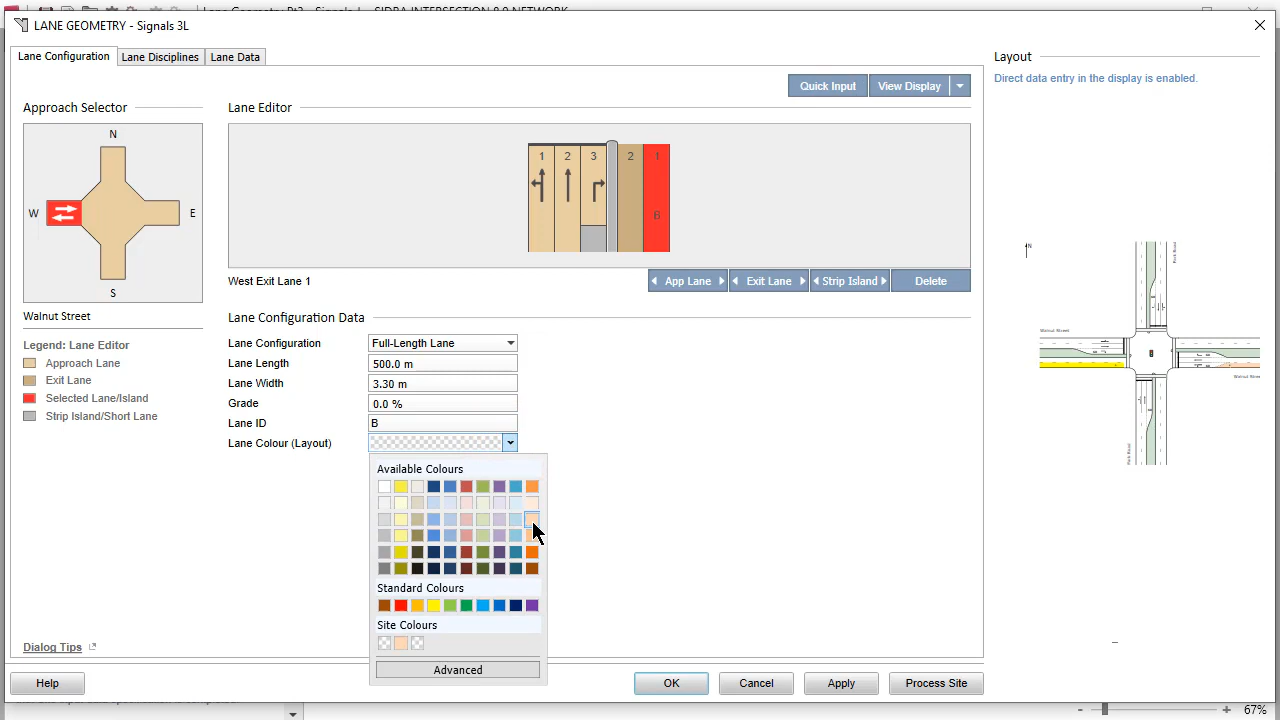 LANE GEOMETRY - Signals 3L
Lane Configuration
Lane Disciplines
Lane Data
Quick Input
View Display
Approach Selector
N
W
E
S
Walnut Street
Legend: Lane Editor
Approach Lane
Exit Lane
Selected Lane/Island
Strip Island/Short Lane
Dialog Tips
Lane Editor
1 2 3 2 1
B
West Exit Lane 1
App Lane
Exit Lane
Strip Island
Delete
Lane Configuration Data
Lane Configuration Full-Length Lane
Lane Length 500.0 m
Lane Width 3.30 m
Grade 0.0 %
Lane ID B
Lane Colour (Layout)
Available Colours
Standard Colours
Site Colours
Advanced
Layout
Direct data entry in the display is enabled.
N
Walnut Street
Help
OK
Cancel
Apply
Process Site
67%